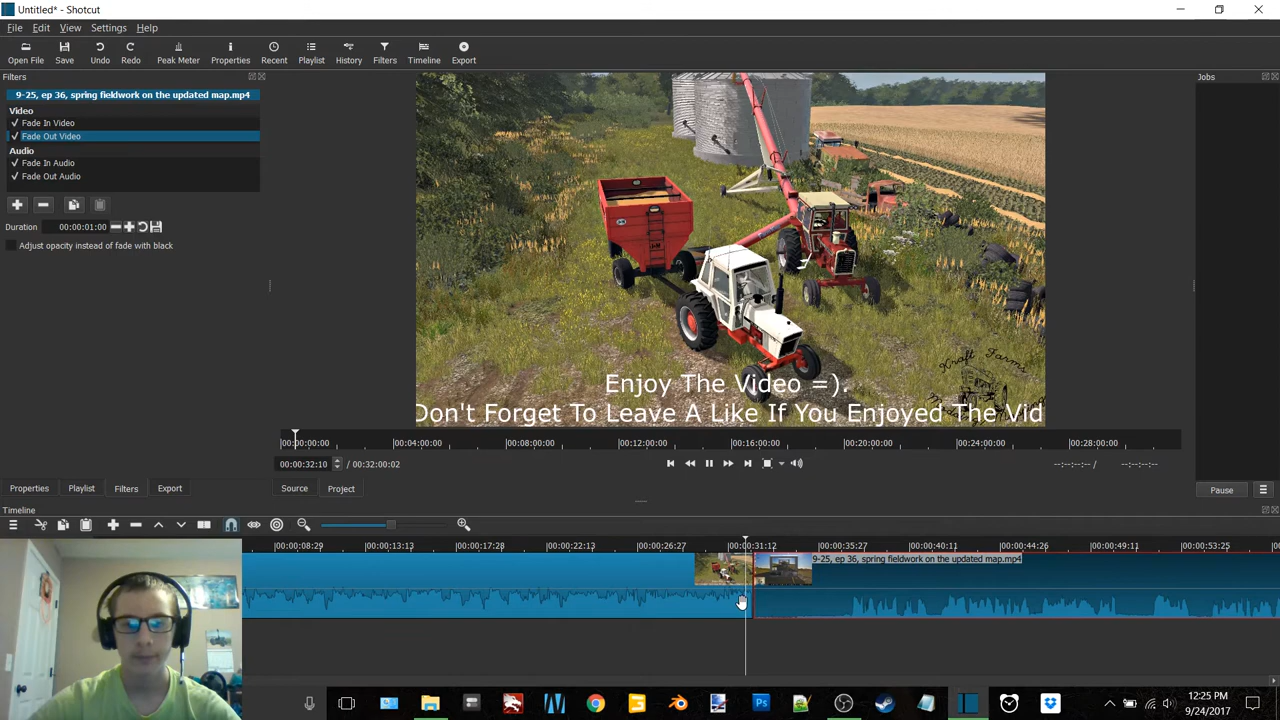 Untitled* - Shotcut
File Edit View Settings Help
Open File Save Undo Redo Peak Meter Properties Recent Playlist History Filters Timeline Export
Filters
Jobs
9-25, ep 36, spring fieldwork on the updated map.mp4
Video
✓ Fade In Video
✓ Fade Out Video
Audio
✓ Fade In Audio
✓ Fade Out Audio
Duration 00:00:01:00
Adjust opacity instead of fade with black
Kraft Farms
Enjoy The Video =).
Don't Forget To Leave A Like If You Enjoyed The Vid
00:00:00:00 00:04:00:00 00:08:00:00 00:12:00:00 00:16:00:00 00:20:00:00 00:24:00:00 00:28:00:00
00:00:32:10 / 00:32:00:02
--:--:--:-- / --:--:--:--
Properties Playlist Filters Export
Source Project
Pause
Timeline
00:00:08:29 00:00:13:13 00:00:17:28 00:00:22:13 00:00:26:27 00:00:31:12 00:00:35:27 00:00:40:11 00:00:44:26 00:00:49:11 00:00:53:25 00:
9-25, ep 36, spring fieldwork on the updated map.mp4
12:25 PM
9/24/2017